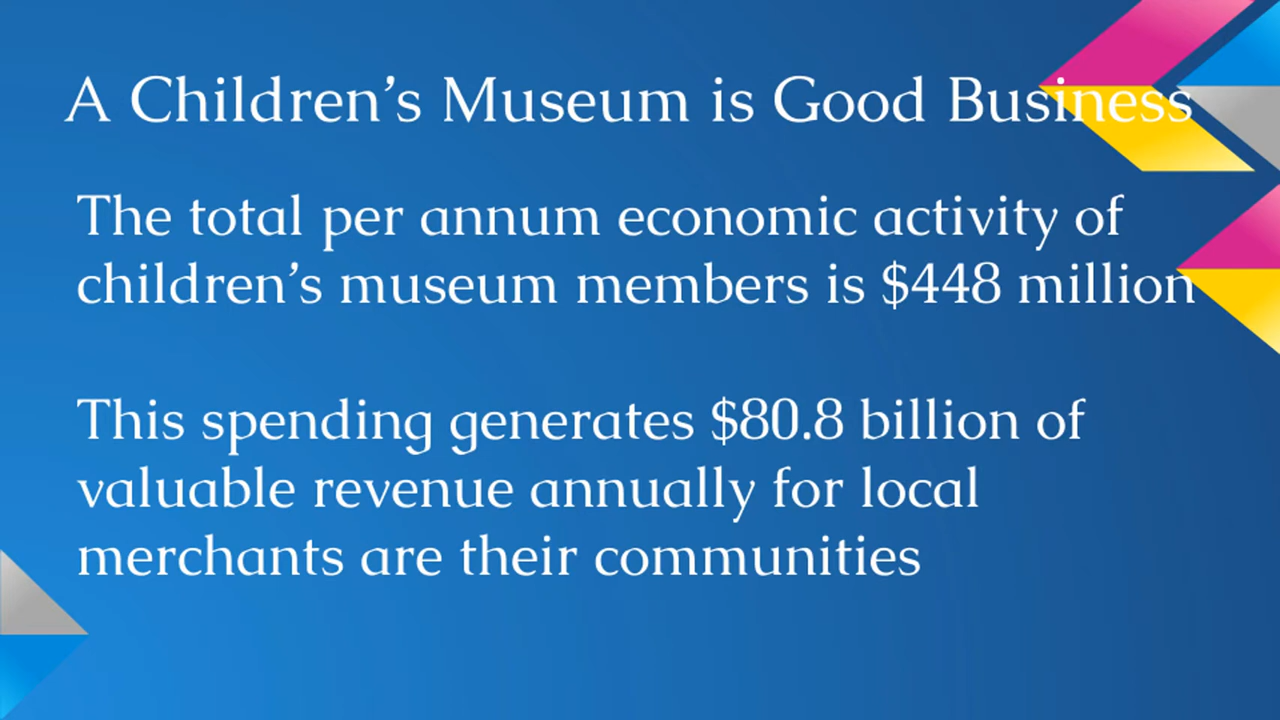 A Children’s Museum is Good Business
The total per annum economic activity of
children’s museum members is $448 million
This spending generates $80.8 billion of
valuable revenue annually for local
merchants are their communities